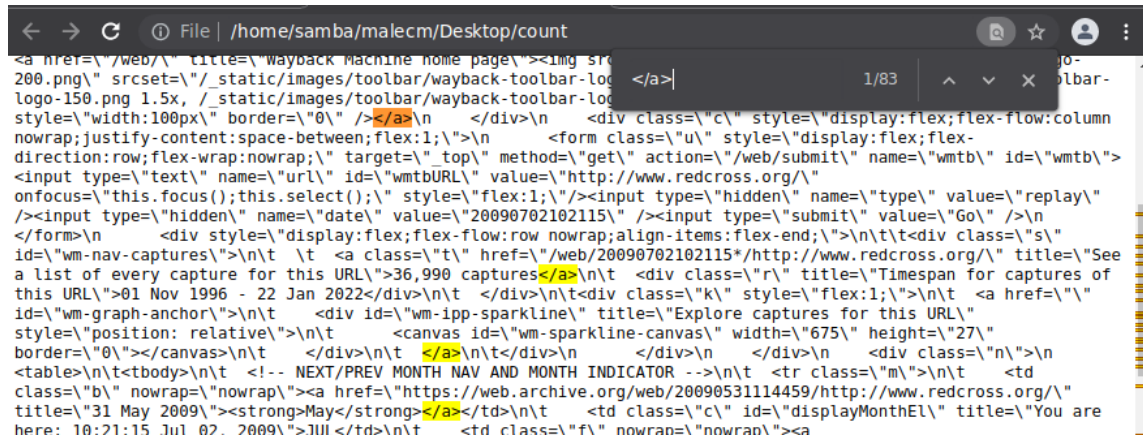 File | /home/samba/malecm/Desktop/count
</a>
1/83
<a href=\"/web/\" title=\"Wayback Machine home page\"><img src
200.png\" srcset=\"/_static/images/toolbar/wayback-toolbar-log
olbar-
logo-150.png 1.5x, /_static/images/toolbar/wayback-toolbar-log
style=\"width:100px\" border=\"0\" /></a>\n    </div>\n    <div class=\"c\" style=\"display:flex;flex-flow:column
nowrap;justify-content:space-between;flex:1;\">\n      <form class=\"u\" style=\"display:flex;flex-
direction:row;flex-wrap:nowrap;\" target=\"_top\" method=\"get\" action=\"/web/submit\" name=\"wmtb\" id=\"wmtb\">
<input type=\"text\" name=\"url\" id=\"wmtbURL\" value=\"http://www.redcross.org/\"
onfocus=\"this.focus();this.select();\" style=\"flex:1;\"/><input type=\"hidden\" name=\"type\" value=\"replay\"
/><input type=\"hidden\" name=\"date\" value=\"20090702102115\" /><input type=\"submit\" value=\"Go\" />\n
</form>\n      <div style=\"display:flex;flex-flow:row nowrap;align-items:flex-end;\">\n\t\t<div class=\"s\"
id=\"wm-nav-captures\">\n\t  \t  <a class=\"t\" href=\"/web/20090702102115*/http://www.redcross.org/\" title=\"See
a list of every capture for this URL\">36,990 captures</a>\n\t  <div class=\"r\" title=\"Timespan for captures of
this URL\">01 Nov 1996 - 22 Jan 2022</div>\n\t  </div>\n\t<div class=\"k\" style=\"flex:1;\">\n\t  <a href=\"\"
id=\"wm-graph-anchor\">\n\t    <div id=\"wm-ipp-sparkline\" title=\"Explore captures for this URL\"
style=\"position: relative\">\n\t      <canvas id=\"wm-sparkline-canvas\" width=\"675\" height=\"27\"
border=\"0\"></canvas>\n\t    </div>\n\t  </a>\n\t</div>\n      </div>\n    </div>\n    <div class=\"n\">\n
<table>\n\t<tbody>\n\t  <!-- NEXT/PREV MONTH NAV AND MONTH INDICATOR -->\n\t  <tr class=\"m\">\n\t    <td
class=\"b\" nowrap=\"nowrap\"><a href=\"https://web.archive.org/web/20090531114459/http://www.redcross.org/\"
title=\"31 May 2009\"><strong>May</strong></a></td>\n\t    <td class=\"c\" id=\"displayMonthEl\" title=\"You are
here: 10:21:15 Jul 02, 2009\">JUL</td>\n\t    <td class=\"f\" nowrap=\"nowrap\"><a